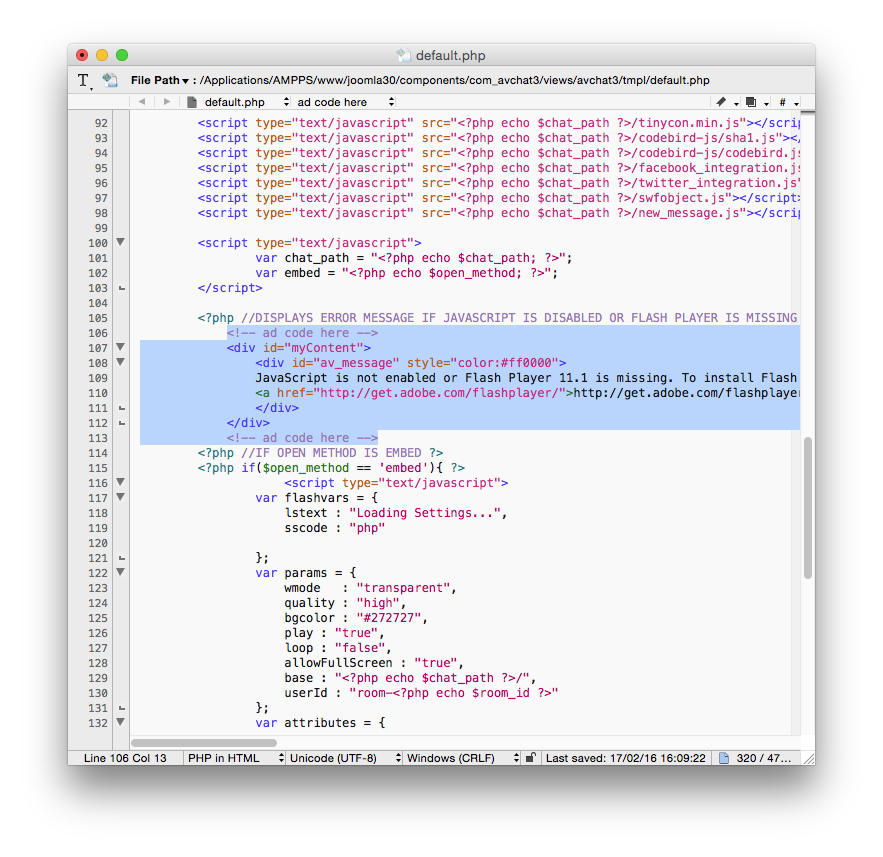 default.php
T File Path : /Applications/AMPPS/www/joomla30/components/com_avchat3/views/avchat3/tmpl/default.php
default.php ad code here #
92 <script type="text/javascript" src="<?php echo $chat_path ?>/tinycon.min.js"></scrip
93 <script type="text/javascript" src="<?php echo $chat_path ?>/codebird-js/sha1.js"></
94 <script type="text/javascript" src="<?php echo $chat_path ?>/codebird-js/codebird.js
95 <script type="text/javascript" src="<?php echo $chat_path ?>/facebook_integration.js
96 <script type="text/javascript" src="<?php echo $chat_path ?>/twitter_integration.js"
97 <script type="text/javascript" src="<?php echo $chat_path ?>/swfobject.js"></script>
98 <script type="text/javascript" src="<?php echo $chat_path ?>/new_message.js"></scrip
99
100 <script type="text/javascript">
101 var chat_path = "<?php echo $chat_path; ?>";
102 var embed = "<?php echo $open_method; ?>";
103 </script>
104
105 <?php //DISPLAYS ERROR MESSAGE IF JAVASCRIPT IS DISABLED OR FLASH PLAYER IS MISSING
106 <!-- ad code here -->
107 <div id="myContent">
108 <div id="av_message" style="color:#ff0000">
109 JavaScript is not enabled or Flash Player 11.1 is missing. To install Flash
110 <a href="http://get.adobe.com/flashplayer/">http://get.adobe.com/flashplayer
111 </div>
112 </div>
113 <!-- ad code here -->
114 <?php //IF OPEN METHOD IS EMBED ?>
115 <?php if($open_method == 'embed'){ ?>
116 <script type="text/javascript">
117 var flashvars = {
118 lstext : "Loading Settings...",
119 sscode : "php"
120
121 };
122 var params = {
123 wmode : "transparent",
124 quality : "high",
125 bgcolor : "#272727",
126 play : "true",
127 loop : "false",
128 allowFullScreen : "true",
129 base : "<?php echo $chat_path ?>/",
130 userId : "room-<?php echo $room_id ?>"
131 };
132 var attributes = {
Line 106 Col 13 PHP in HTML Unicode (UTF-8) Windows (CRLF) Last saved: 17/02/16 16:09:22 320 / 47...